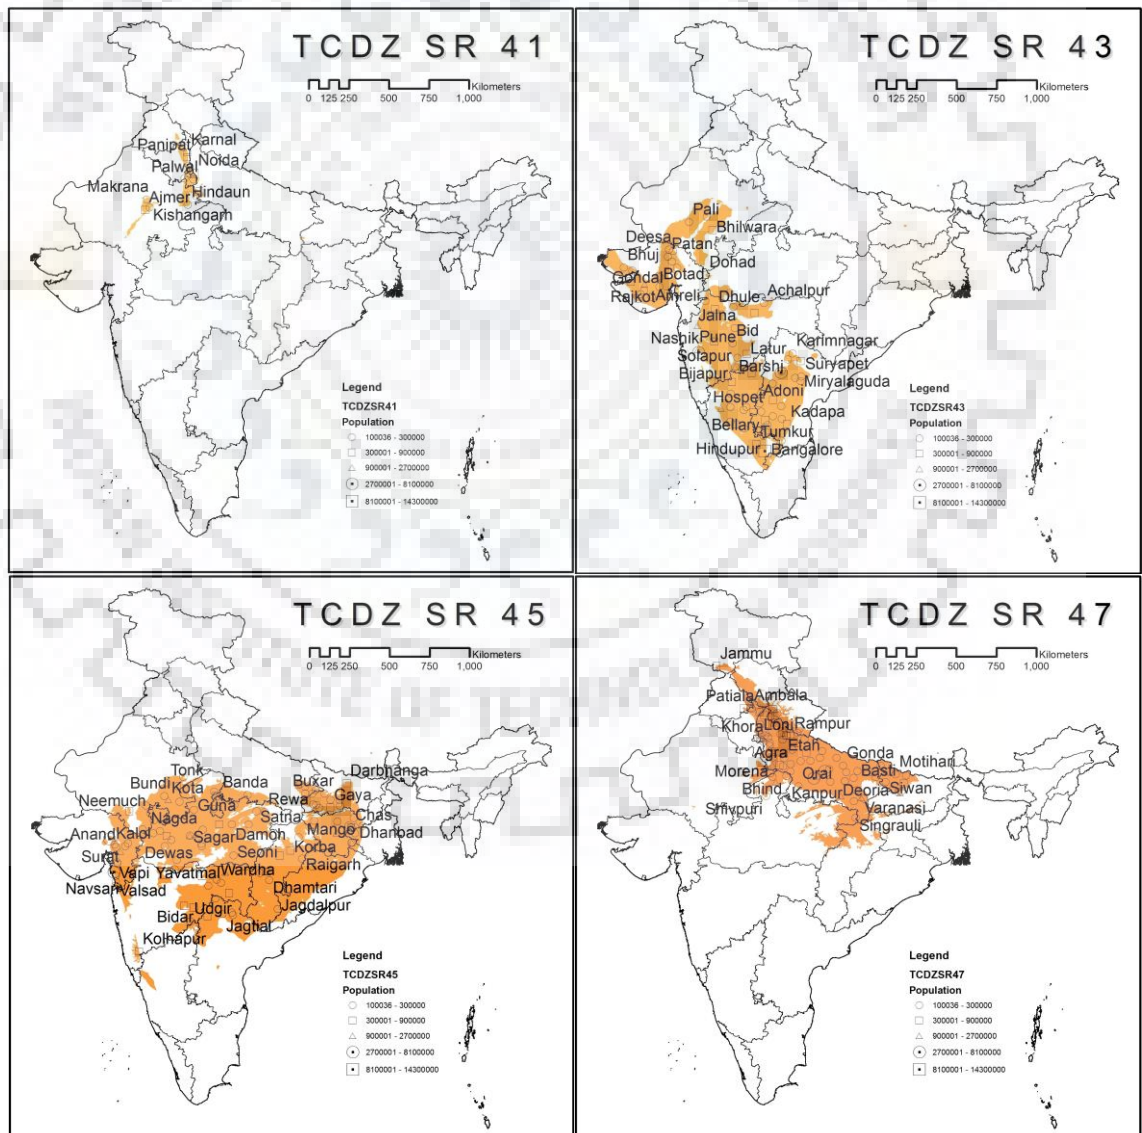 TCDZ SR 41
Kilometers
0 125 250 500 750 1,000
Panipat Karnal
Noida
Palwal
Makrana
Ajmer Hindaun
Kishangarh
Legend
TCDZSR41
Population
100036 - 300000
300001 - 900000
900001 - 2700000
2700001 - 8100000
8100001 - 14300000
TCDZ SR 43
Kilometers
0 125 250 500 750 1,000
Pali
Bhilwara
Deesa Patan
Bhuj Dohad
Gondal Botad
Rajkot Amreli Dhule Achalpur
Jalna
Nashik Pune Bid Karimnagar
Solapur Latur Suryapet
Bijapur Barshi Miryalaguda
Hospet Adoni
Kadapa
Bellary Tumkur
Hindupur Bangalore
Legend
TCDZSR43
Population
100036 - 300000
300001 - 900000
900001 - 2700000
2700001 - 8100000
8100001 - 14300000
TCDZ SR 45
Kilometers
0 125 250 500 750 1,000
Tonk Darbhanga
Bundi Kota Banda Buxar
Neemuch Guna Rewa Gaya
Nagda Satna Chas
Anand Kalol Sagar Damoh Mango Dhanbad
Surat Dewas Seoni Korba
Vapi Yavatmal Wardha Raigarh
Navsari Valsad Dhamtari
Bidar Udgir Jagdalpur
Kolhapur Jagtial
Legend
TCDZSR45
Population
100036 - 300000
300001 - 900000
900001 - 2700000
2700001 - 8100000
8100001 - 14300000
TCDZ SR 47
Kilometers
0 125 250 500 750 1,000
Jammu
Patiala Ambala
Khora Loni Rampur
Agra Etah Gonda
Morena Orai Basti Motihari
Bhind Kanpur Deoria Siwan
Shivpuri Varanasi
Singrauli
Legend
TCDZSR47
Population
100036 - 300000
300001 - 900000
900001 - 2700000
2700001 - 8100000
8100001 - 14300000